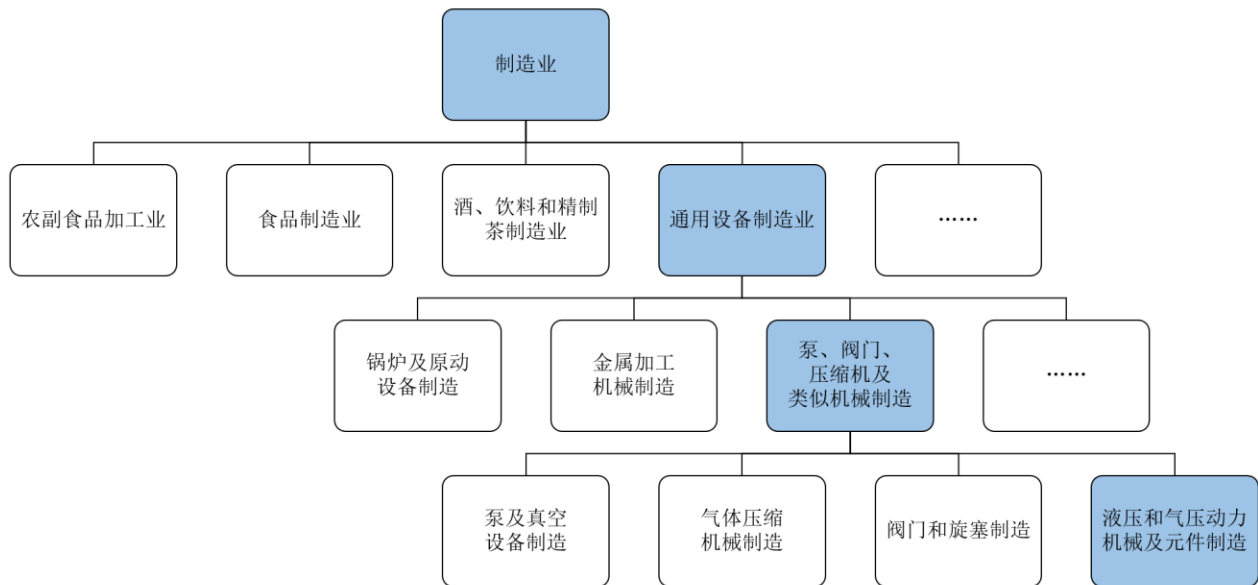 制造业
农副食品加工业
食品制造业
酒、饮料和精制
茶制造业
通用设备制造业
……
锅炉及原动
设备制造
金属加工
机械制造
泵、阀门、
压缩机及
类似机械制造
……
泵及真空
设备制造
气体压缩
机械制造
阀门和旋塞制造
液压和气压动力
机械及元件制造